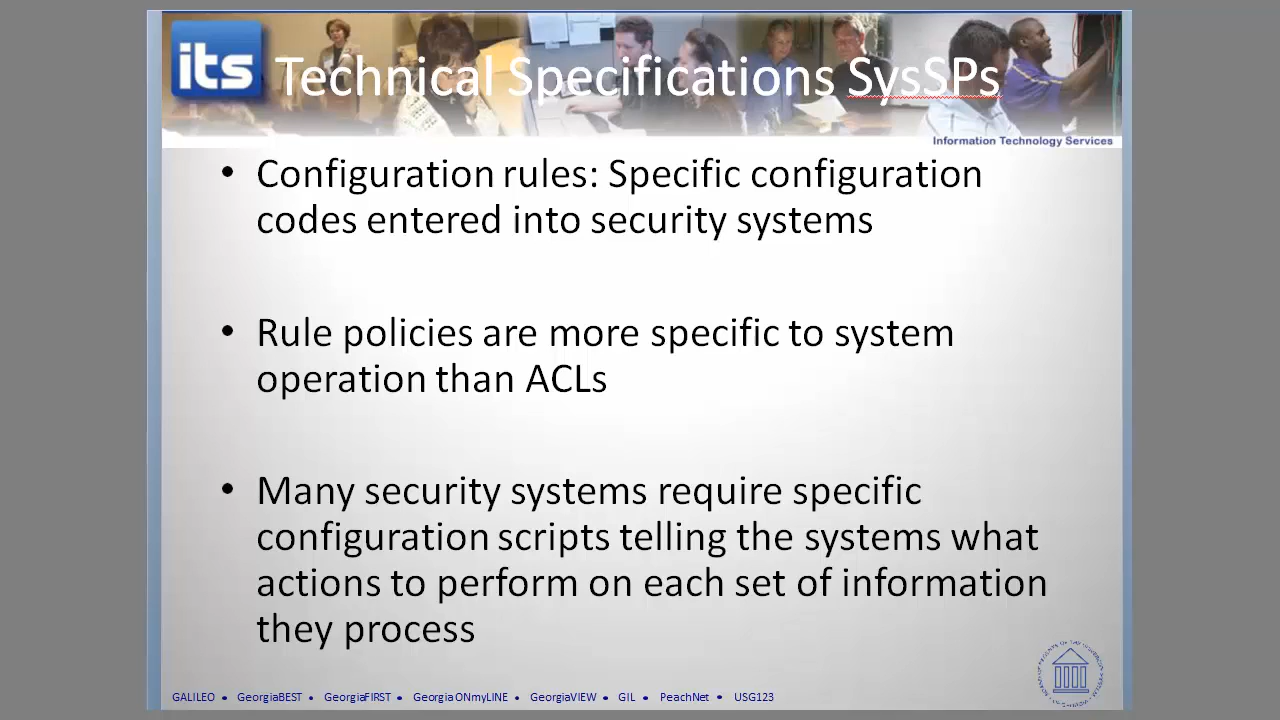 its
Technical Specifications SysSPs
Information Technology Services
• Configuration rules: Specific configuration
codes entered into security systems
• Rule policies are more specific to system
operation than ACLs
• Many security systems require specific
configuration scripts telling the systems what
actions to perform on each set of information
they process
GALILEO • GeorgiaBEST • GeorgiaFIRST • GeorgiaONmyLINE • GeorgiaVIEW • GIL • PeachNet • USG123